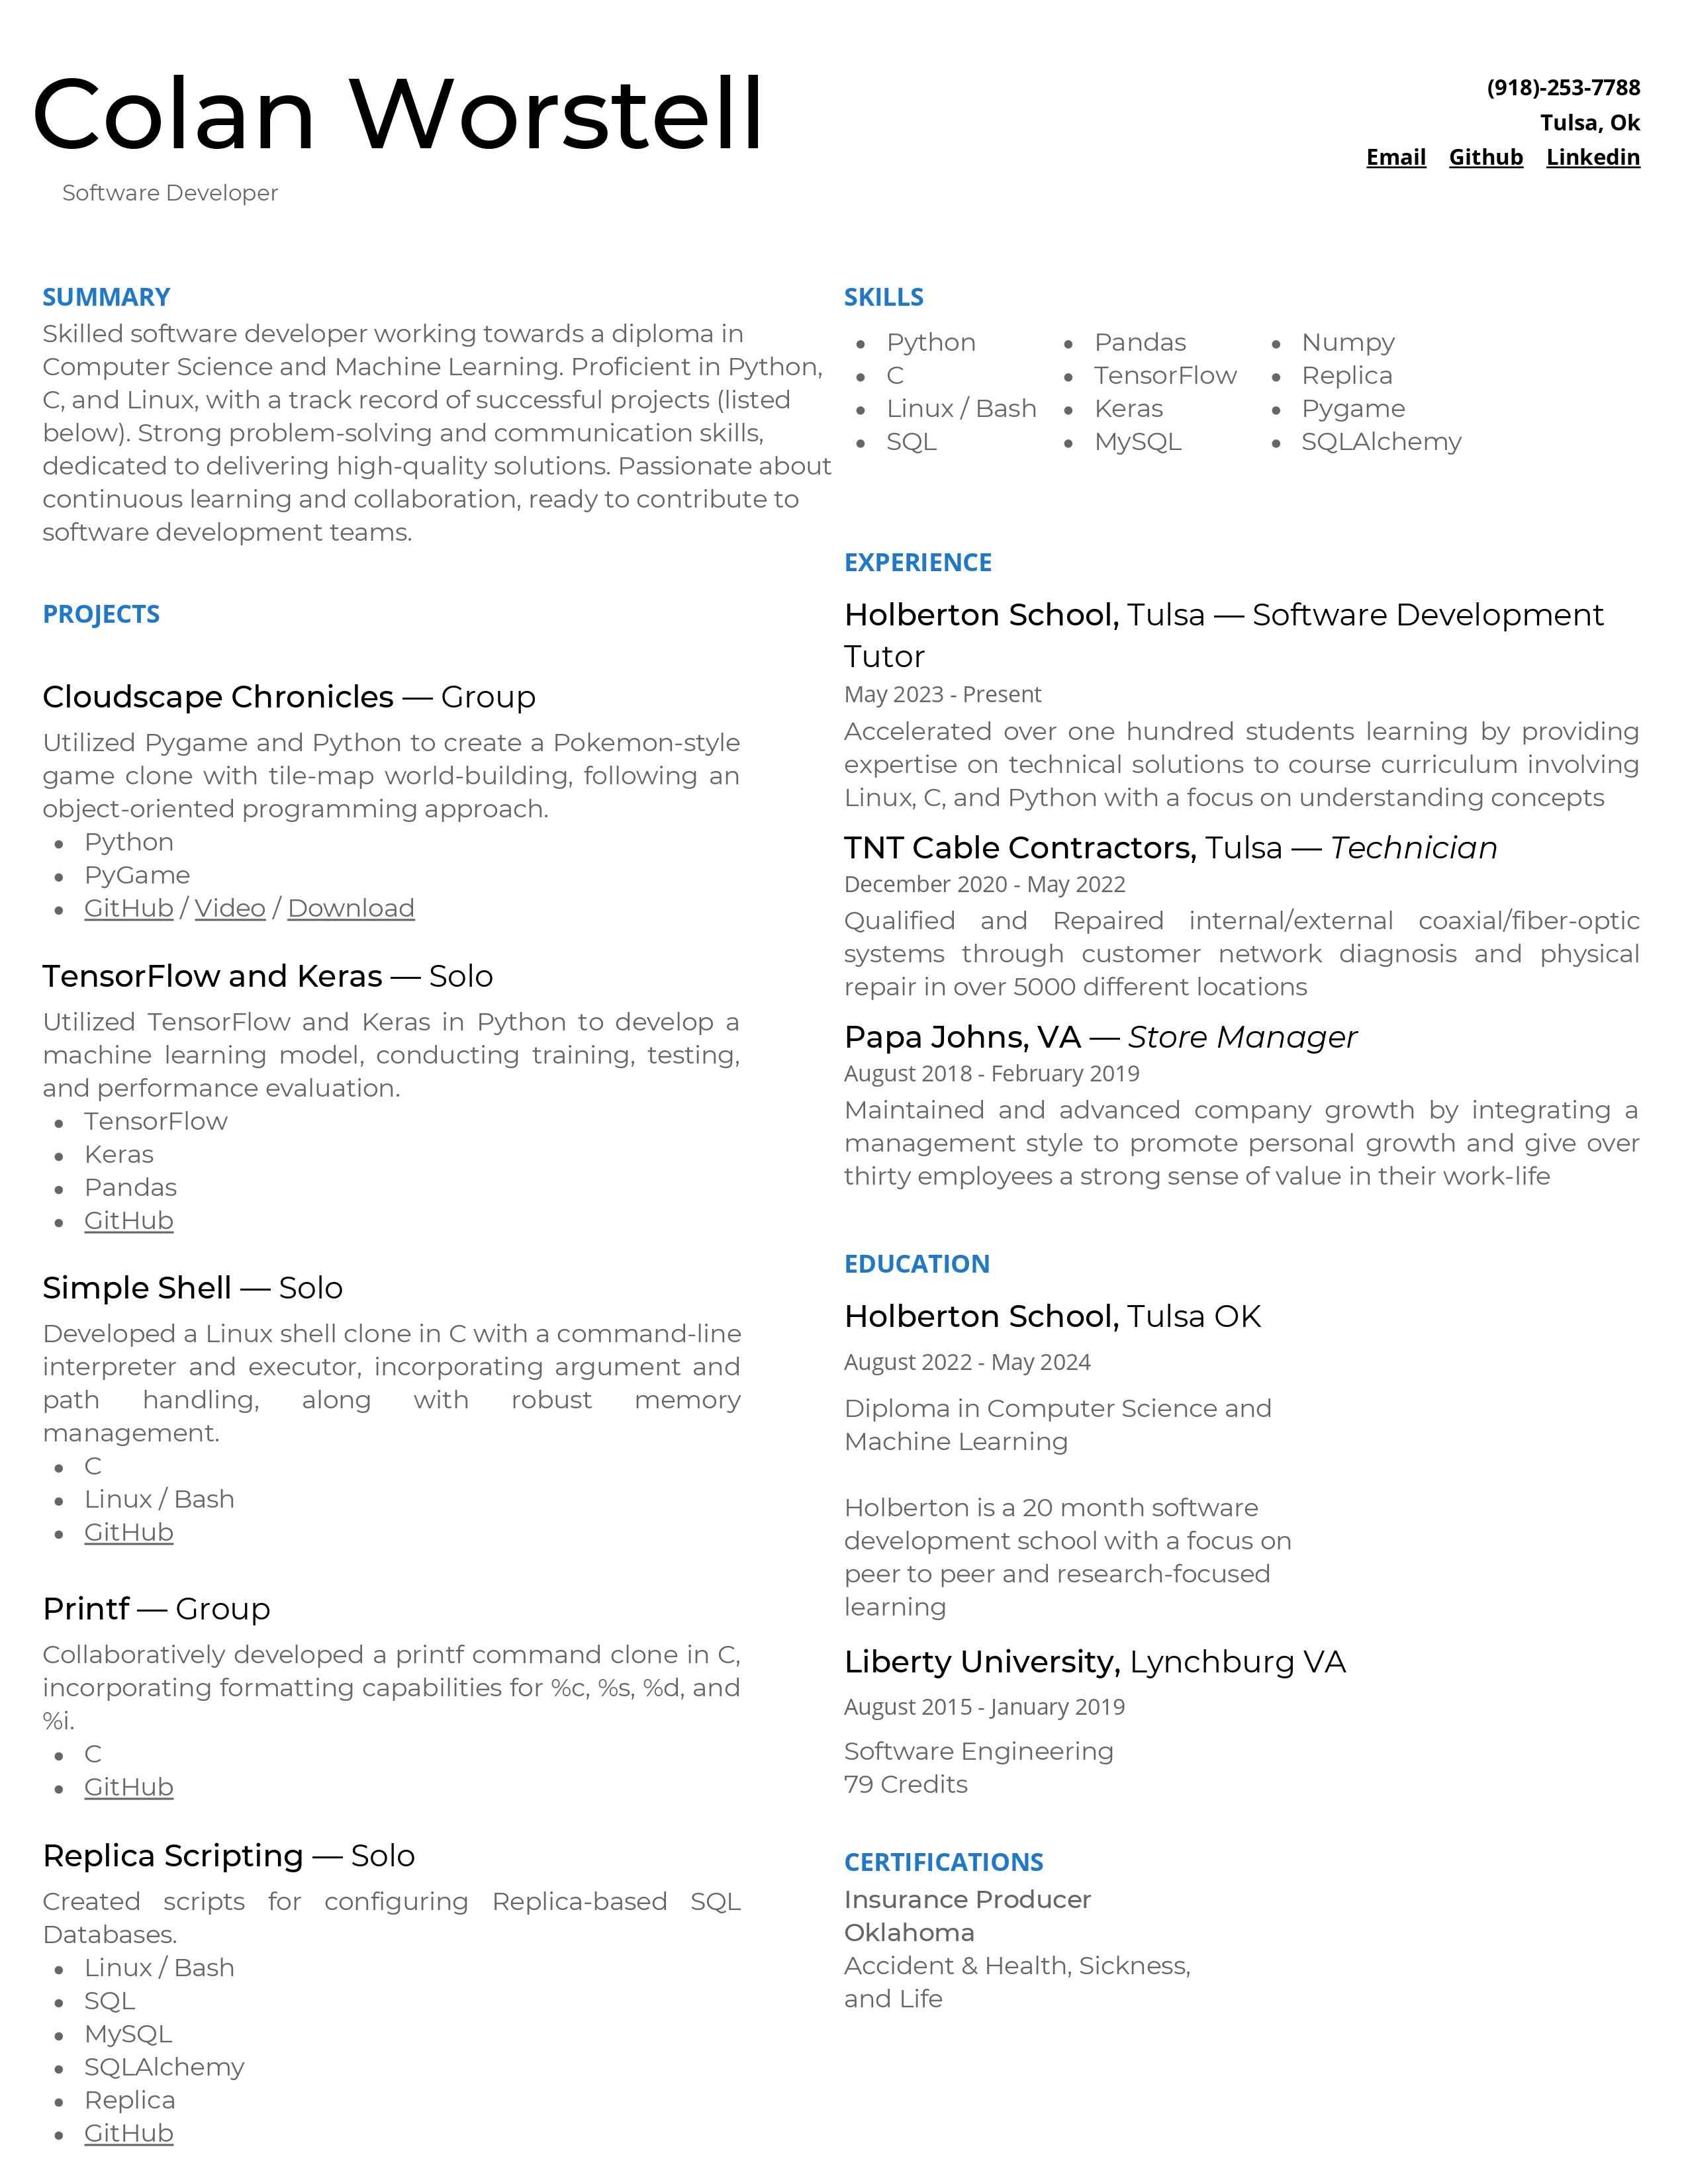 Colan Worstell
Software Developer
(918)-253-7788
Tulsa, Ok
Email Github Linkedin
SUMMARY
Skilled software developer working towards a diploma in
Computer Science and Machine Learning. Proficient in Python,
C, and Linux, with a track record of successful projects (listed
below). Strong problem-solving and communication skills,
dedicated to delivering high-quality solutions. Passionate about
continuous learning and collaboration, ready to contribute to
software development teams.
PROJECTS
Cloudscape Chronicles — Group
Utilized Pygame and Python to create a Pokemon-style
game clone with tile-map world-building, following an
object-oriented programming approach.
● Python
● PyGame
● GitHub / Video / Download
TensorFlow and Keras — Solo
Utilized TensorFlow and Keras in Python to develop a
machine learning model, conducting training, testing,
and performance evaluation.
● TensorFlow
● Keras
● Pandas
● GitHub
Simple Shell — Solo
Developed a Linux shell clone in C with a command-line
interpreter and executor, incorporating argument and
path handling, along with robust memory
management.
● C
● Linux / Bash
● GitHub
Printf — Group
Collaboratively developed a printf command clone in C,
incorporating formatting capabilities for %c, %s, %d, and
%i.
● C
● GitHub
Replica Scripting — Solo
Created scripts for configuring Replica-based SQL
Databases.
● Linux / Bash
● SQL
● MySQL
● SQLAlchemy
● Replica
● GitHub
SKILLS
● Python
● C
● Linux / Bash
● SQL
● Pandas
● TensorFlow
● Keras
● MySQL
● Numpy
● Replica
● Pygame
● SQLAlchemy
EXPERIENCE
Holberton School, Tulsa — Software Development
Tutor
May 2023 - Present
Accelerated over one hundred students learning by providing
expertise on technical solutions to course curriculum involving
Linux, C, and Python with a focus on understanding concepts
TNT Cable Contractors, Tulsa — Technician
December 2020 - May 2022
Qualified and Repaired internal/external coaxial/fiber-optic
systems through customer network diagnosis and physical
repair in over 5000 different locations
Papa Johns, VA — Store Manager
August 2018 - February 2019
Maintained and advanced company growth by integrating a
management style to promote personal growth and give over
thirty employees a strong sense of value in their work-life
EDUCATION
Holberton School, Tulsa OK
August 2022 - May 2024
Diploma in Computer Science and
Machine Learning
Holberton is a 20 month software
development school with a focus on
peer to peer and research-focused
learning
Liberty University, Lynchburg VA
August 2015 - January 2019
Software Engineering
79 Credits
CERTIFICATIONS
Insurance Producer
Oklahoma
Accident & Health, Sickness,
and Life